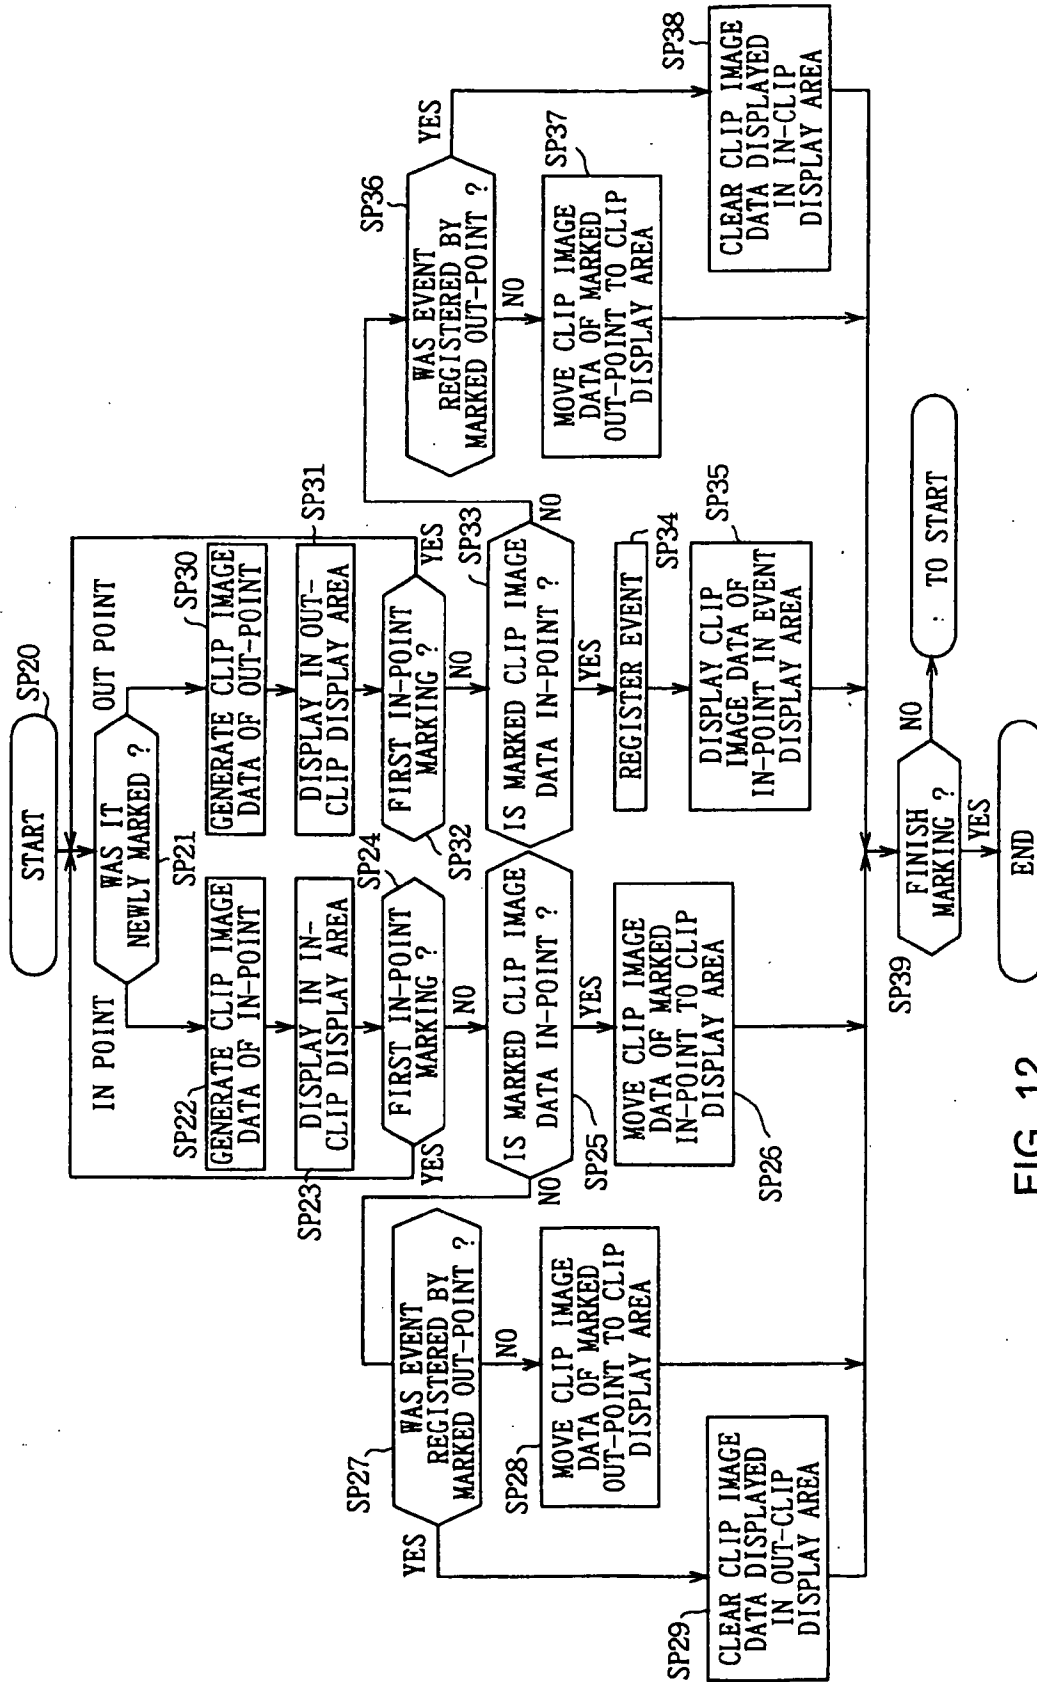 START
SP20
WAS IT
NEWLY MARKED ?
SP21
IN POINT
OUT POINT
SP22
GENERATE CLIP IMAGE
DATA OF IN-POINT
SP23
DISPLAY IN IN-
CLIP DISPLAY AREA
SP24
FIRST IN-POINT
MARKING ?
YES
NO
IS MARKED CLIP IMAGE
DATA IN-POINT ?
SP25
NO
YES
MOVE CLIP IMAGE
DATA OF MARKED
IN-POINT TO CLIP
DISPLAY AREA
SP26
SP27
WAS EVENT
REGISTERED BY
MARKED OUT-POINT ?
YES
NO
SP28
MOVE CLIP IMAGE
DATA OF MARKED
OUT-POINT TO CLIP
DISPLAY AREA
SP29
CLEAR CLIP IMAGE
DATA DISPLAYED
IN OUT-CLIP
DISPLAY AREA
SP30
GENERATE CLIP IMAGE
DATA OF OUT-POINT
SP31
DISPLAY IN OUT-
CLIP DISPLAY AREA
SP32
FIRST IN-POINT
MARKING ?
YES
NO
SP33
IS MARKED CLIP IMAGE
DATA IN-POINT ?
NO
YES
SP34
REGISTER EVENT
SP35
DISPLAY CLIP
IMAGE DATA OF
IN-POINT IN EVENT
DISPLAY AREA
SP36
WAS EVENT
REGISTERED BY
MARKED OUT-POINT ?
YES
NO
SP37
MOVE CLIP IMAGE
DATA OF MARKED
OUT-POINT TO CLIP
DISPLAY AREA
SP38
CLEAR CLIP IMAGE
DATA DISPLAYED
IN IN-CLIP
DISPLAY AREA
SP39
FINISH
MARKING ?
NO
TO START
YES
END
FIG. 12